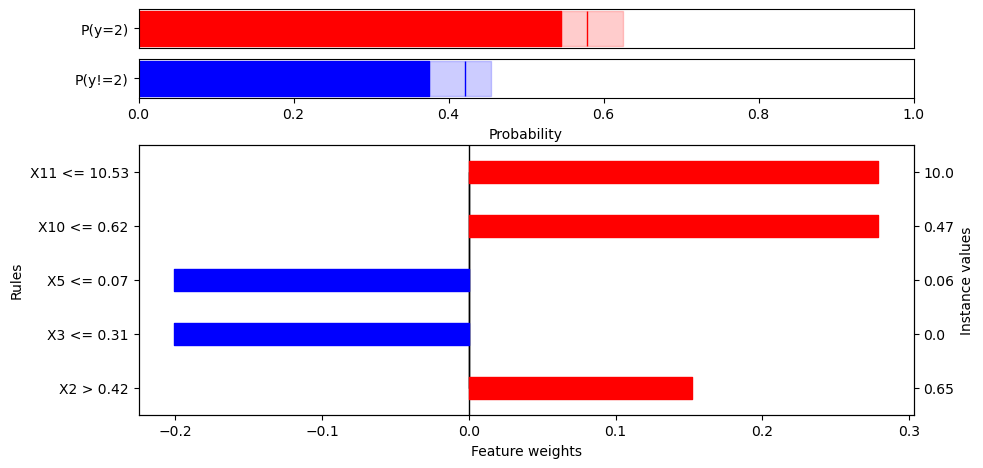 P(y=2)
P(y!=2)
0.0 0.2 0.4 0.6 0.8 1.0
Probability
X11 <= 10.53 10.0
X10 <= 0.62 0.47
X5 <= 0.07 0.06
X3 <= 0.31 0.0
X2 > 0.42 0.65
Rules
Instance values
−0.2 −0.1 0.0 0.1 0.2 0.3
Feature weights